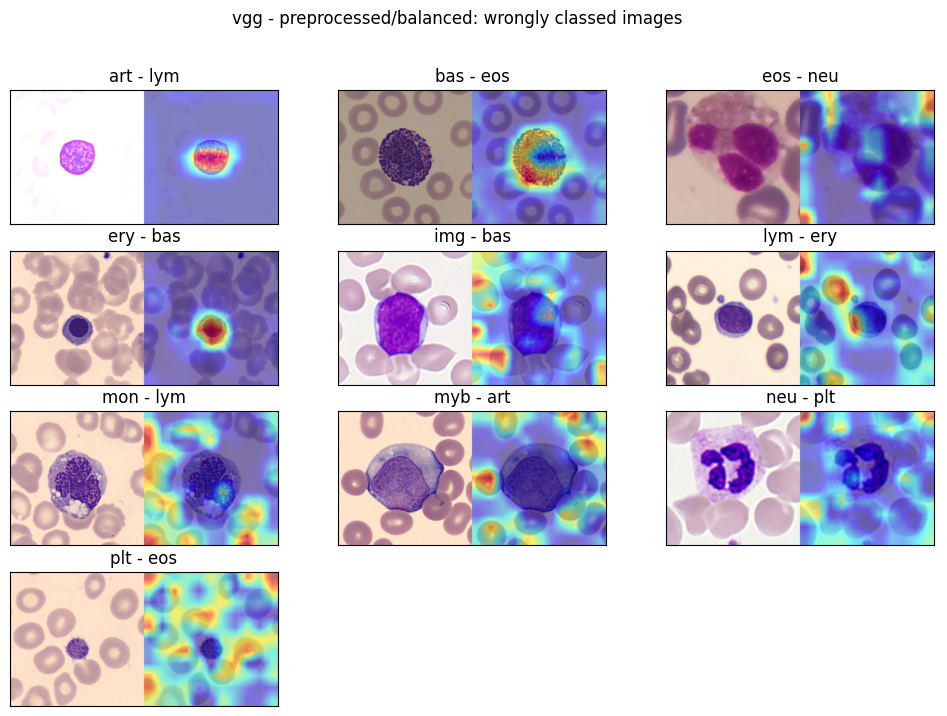 vgg - preprocessed/balanced: wrongly classed images
art - lym
bas - eos
eos - neu
ery - bas
img - bas
lym - ery
mon - lym
myb - art
neu - plt
plt - eos